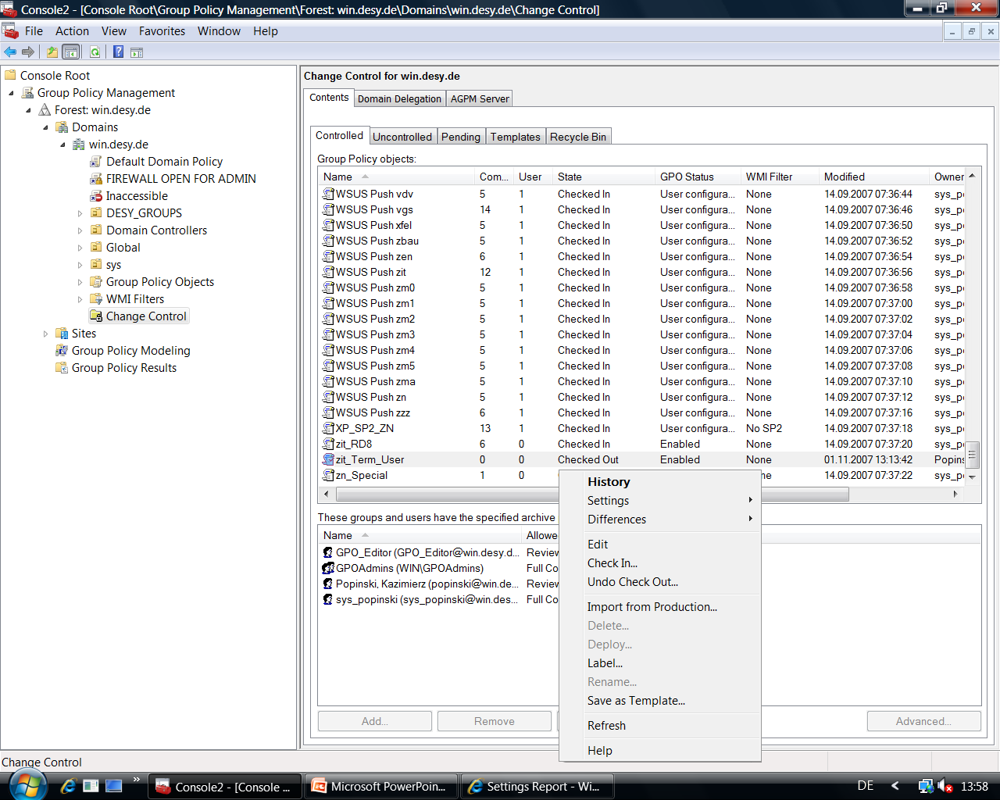 Console2 - [Console Root\Group Policy Management\Forest: win.desy.de\Domains\win.desy.de\Change Control]
File Action View Favorites Window Help
Console Root
Group Policy Management
Forest: win.desy.de
Domains
win.desy.de
Default Domain Policy
FIREWALL OPEN FOR ADMIN
Inaccessible
DESY_GROUPS
Domain Controllers
Global
sys
Group Policy Objects
WMI Filters
Change Control
Sites
Group Policy Modeling
Group Policy Results
Change Control for win.desy.de
Contents Domain Delegation AGPM Server
Controlled Uncontrolled Pending Templates Recycle Bin
Group Policy objects:
Name Com... User State GPO Status WMI Filter Modified Owner
WSUS Push vdv 5 1 Checked In User configura... None 14.09.2007 07:36:44 sys_p
WSUS Push vgs 14 1 Checked In User configura... None 14.09.2007 07:36:46 sys_p
WSUS Push xfel 5 1 Checked In User configura... None 14.09.2007 07:36:50 sys_p
WSUS Push zbau 5 1 Checked In User configura... None 14.09.2007 07:36:52 sys_p
WSUS Push zen 6 1 Checked In User configura... None 14.09.2007 07:36:54 sys_p
WSUS Push zit 12 1 Checked In User configura... None 14.09.2007 07:36:56 sys_p
WSUS Push zm0 5 1 Checked In User configura... None 14.09.2007 07:36:58 sys_p
WSUS Push zm1 5 1 Checked In User configura... None 14.09.2007 07:37:00 sys_p
WSUS Push zm2 5 1 Checked In User configura... None 14.09.2007 07:37:02 sys_p
WSUS Push zm3 5 1 Checked In User configura... None 14.09.2007 07:37:04 sys_p
WSUS Push zm4 5 1 Checked In User configura... None 14.09.2007 07:37:06 sys_p
WSUS Push zm5 5 1 Checked In User configura... None 14.09.2007 07:37:08 sys_p
WSUS Push zma 5 1 Checked In User configura... None 14.09.2007 07:37:10 sys_p
WSUS Push zn 5 1 Checked In User configura... None 14.09.2007 07:37:12 sys_p
WSUS Push zzz 6 1 Checked In User configura... None 14.09.2007 07:37:16 sys_p
XP_SP2_ZN 13 1 Checked In User configura... No SP2 14.09.2007 07:37:18 sys_p
zit_RD8 6 0 Checked In Enabled None 14.09.2007 07:37:20 sys_p
zit_Term_User 0 0 Checked Out Enabled None 01.11.2007 13:13:42 Popins
zn_Special 1 0 ne 14.09.2007 07:37:22 sys_p
These groups and users have the specified archive
Name Allowe
GPO_Editor (GPO_Editor@win.desy.d... Review
GPOAdmins (WIN\GPOAdmins) Full Co
Popinski, Kazimierz (popinski@win.de... Review
sys_popinski (sys_popinski@win.des... Full Co
Add... Remove Advanced...
History
Settings
Differences
Edit
Check In...
Undo Check Out...
Import from Production...
Delete...
Deploy...
Label...
Rename...
Save as Template...
Refresh
Help
Change Control
Console2 - [Console ... Microsoft PowerPoin... Settings Report - Wi... DE 13:58